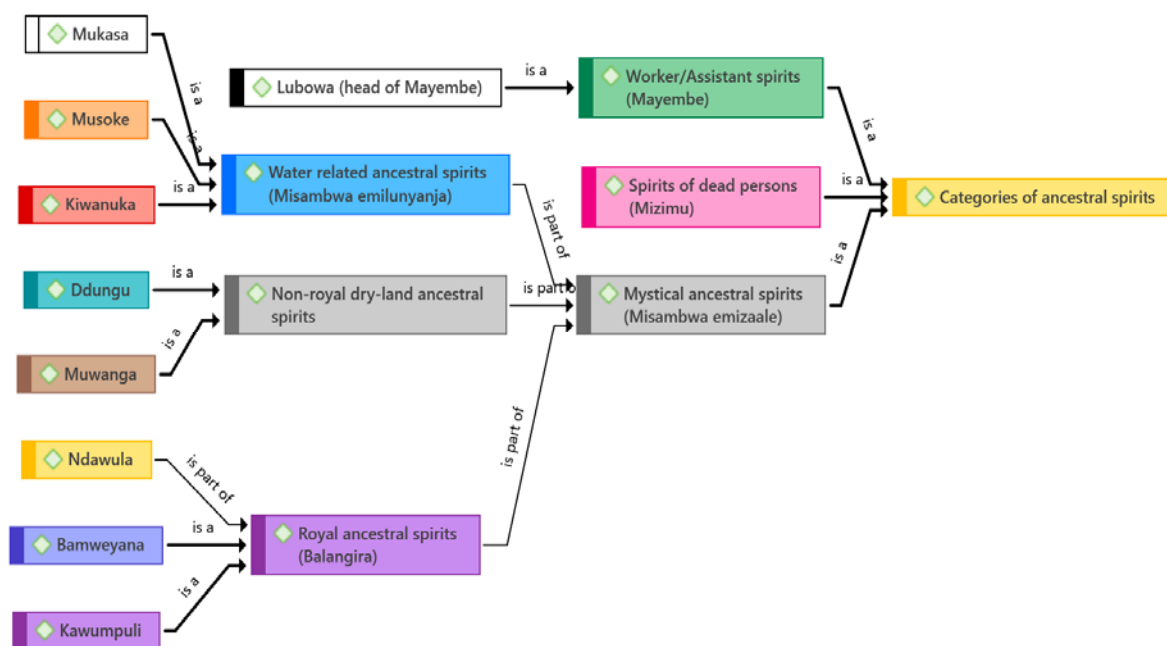 Mukasa
is a
Lubowa (head of Mayembe)
is a
Worker/Assistant spirits
(Mayembe)
Musoke
is a
is a
Water related ancestral spirits
(Misambwa emilunyanja)
Spirits of dead persons
(Mizimu)
is a
Categories of ancestral spirits
Kiwanuka
is a
is part of
is a
Ddungu
is a
Non-royal dry-land ancestral
spirits
is part o
Mystical ancestral spirits
(Misambwa emizaale)
Muwanga
is a
Ndawula
is part of
is part of
Bamweyana
is a
Royal ancestral spirits
(Balangira)
Kawumpuli
is a